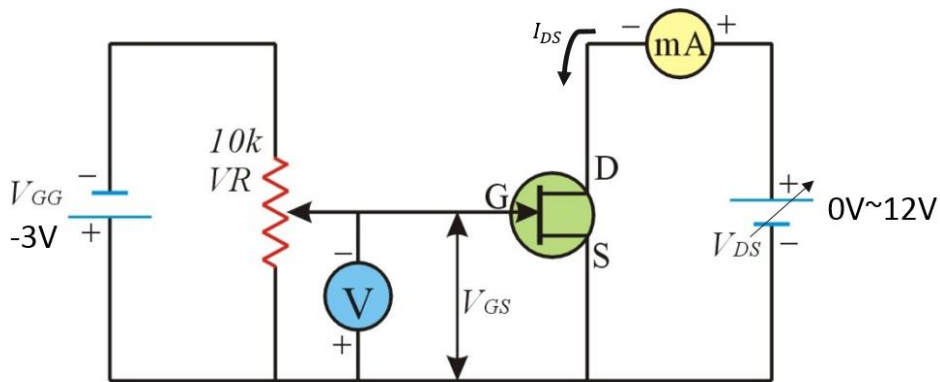 I_DS
− mA +
10k
VR
− 
V_GG
-3V
+
G
D
S
−
V
+
V_GS
+
V_DS
−
0V~12V